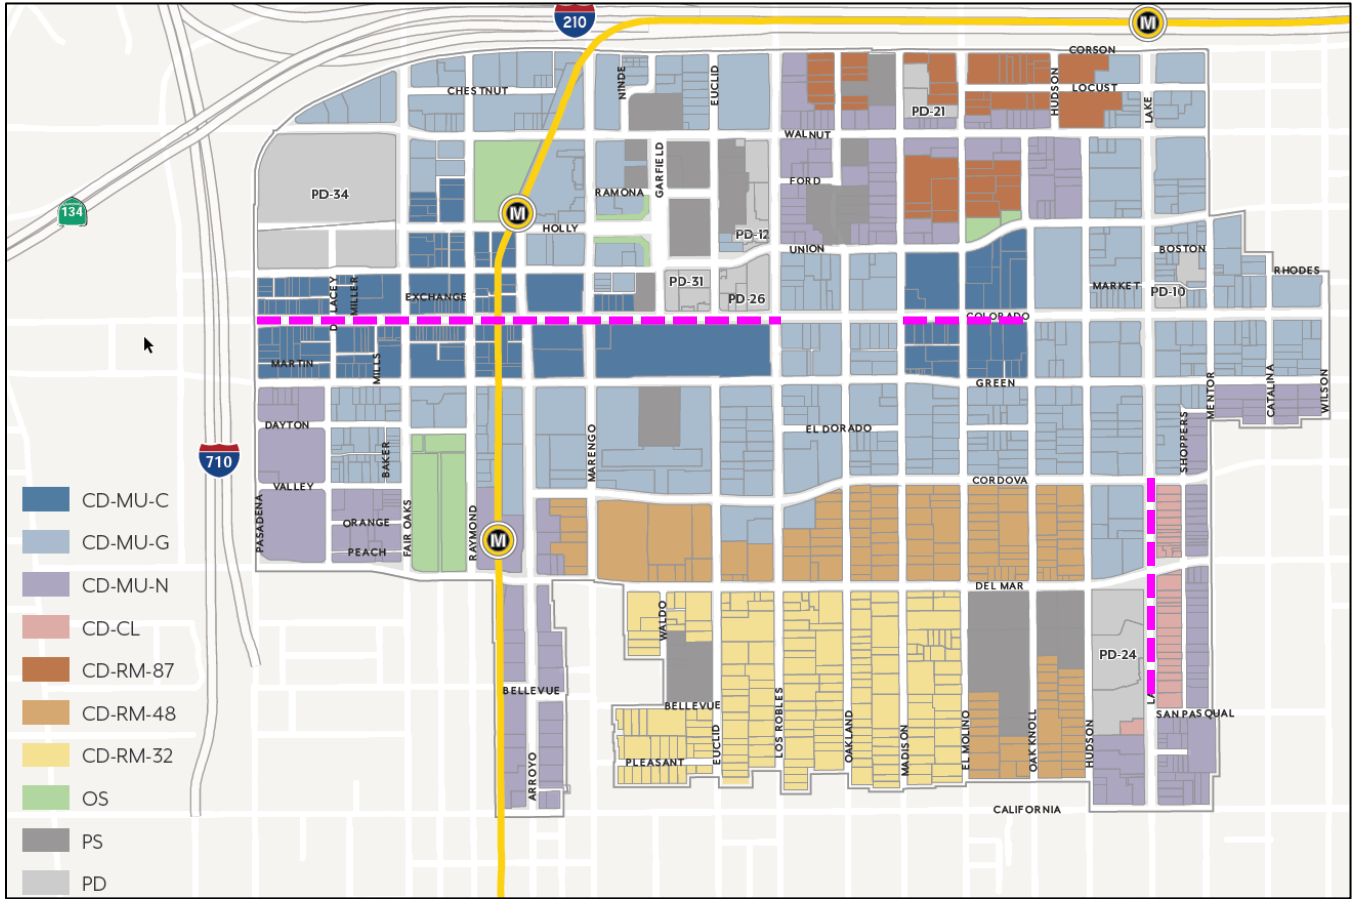 210
M
CORSON
NINDE
EUCLID
HUDSON
CHESTNUT
LOCUST
LAKE
PD-21
WALNUT
GARFIELD
FORD
PD-34
RAMONA
134
M
HOLLY
PD-12
UNION
BOSTON
RHODES
DE LACEY
MILLER
EXCHANGE
PD-31
PD-26
MARKET
PD-10
COLORADO
MARTIN
MILLS
GREEN
MENTOR
CATALINA
WILSON
DAYTON
EL DORADO
SHOPPERS
710
BAKER
MARENGO
VALLEY
CORDOVA
CD-MU-C
PASADENA
ORANGE
FAIR OAKS
RAYMOND
M
CD-MU-G
PEACH
CD-MU-N
DEL MAR
CD-CL
WALDO
PD-24
CD-RM-87
BELLEVUE
BELLEVUE
CD-RM-48
SAN PASQUAL
EUCLID
LOS ROBLES
OAKLAND
MADISON
EL MOLINO
OAK KNOLL
HUDSON
CD-RM-32
PLEASANT
ARROYO
OS
CALIFORNIA
PS
PD